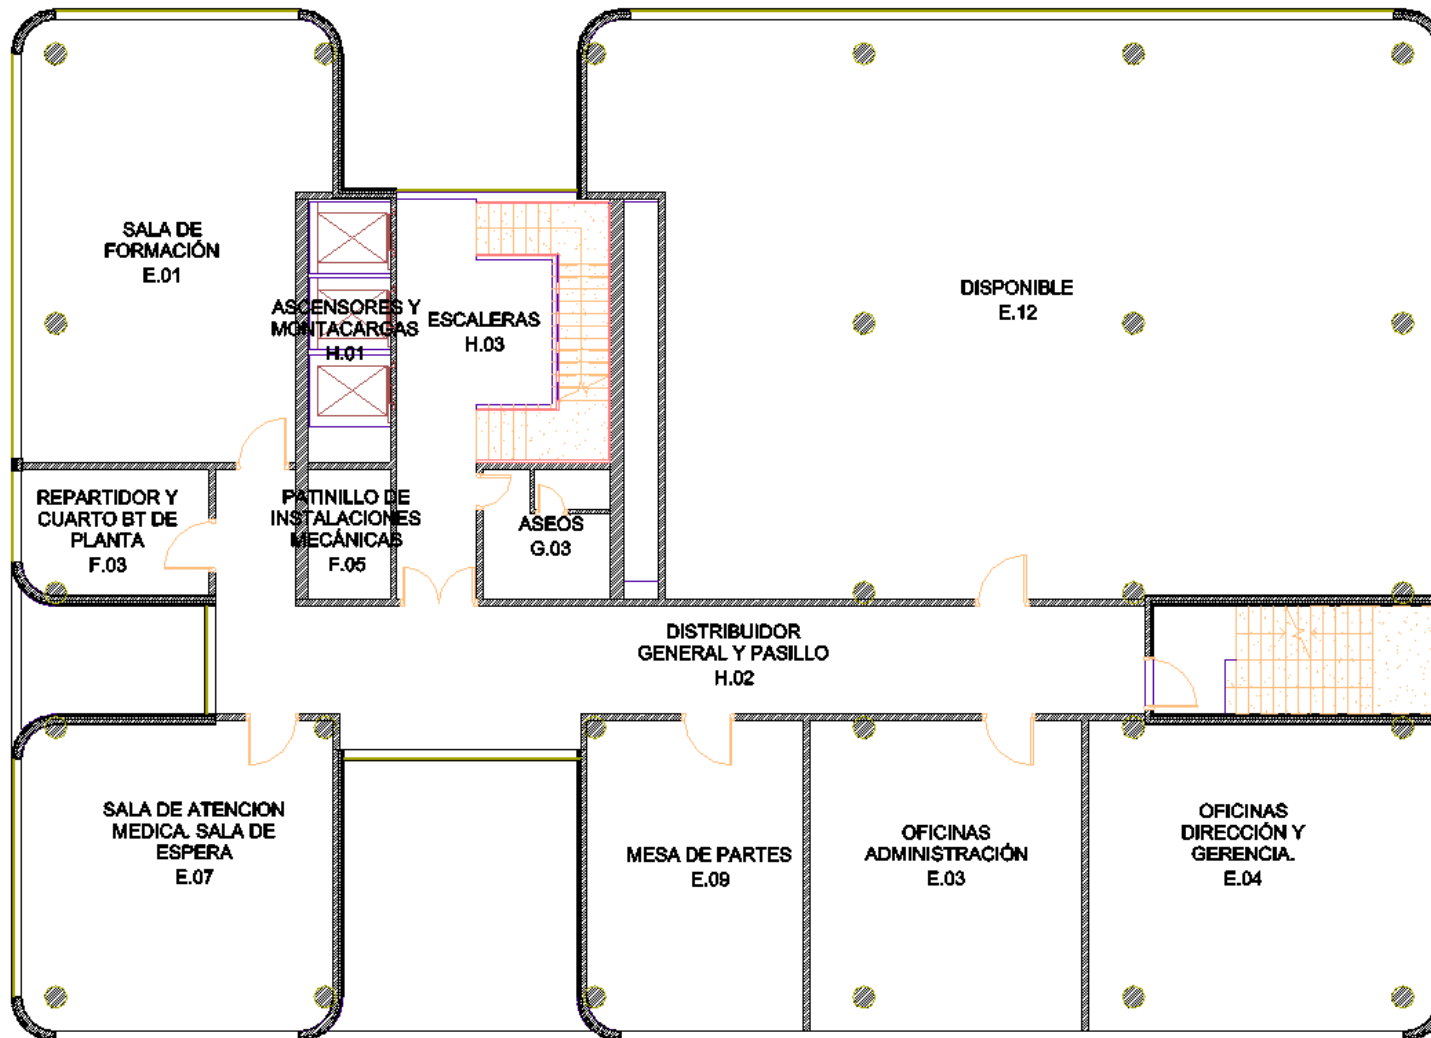 SALA DE
FORMACIÓN
E.01
ASCENSORES Y
MONTACARGAS
H.01
ESCALERAS
H.03
DISPONIBLE
E.12
REPARTIDOR Y
CUARTO BT DE
PLANTA
F.03
PATINILLO DE
INSTALACIONES
MECÁNICAS
F.05
ASEOS
G.03
DISTRIBUIDOR
GENERAL Y PASILLO
H.02
SALA DE ATENCION
MEDICA. SALA DE
ESPERA
E.07
MESA DE PARTES
E.09
OFICINAS
ADMINISTRACIÓN
E.03
OFICINAS
DIRECCIÓN Y
GERENCIA.
E.04